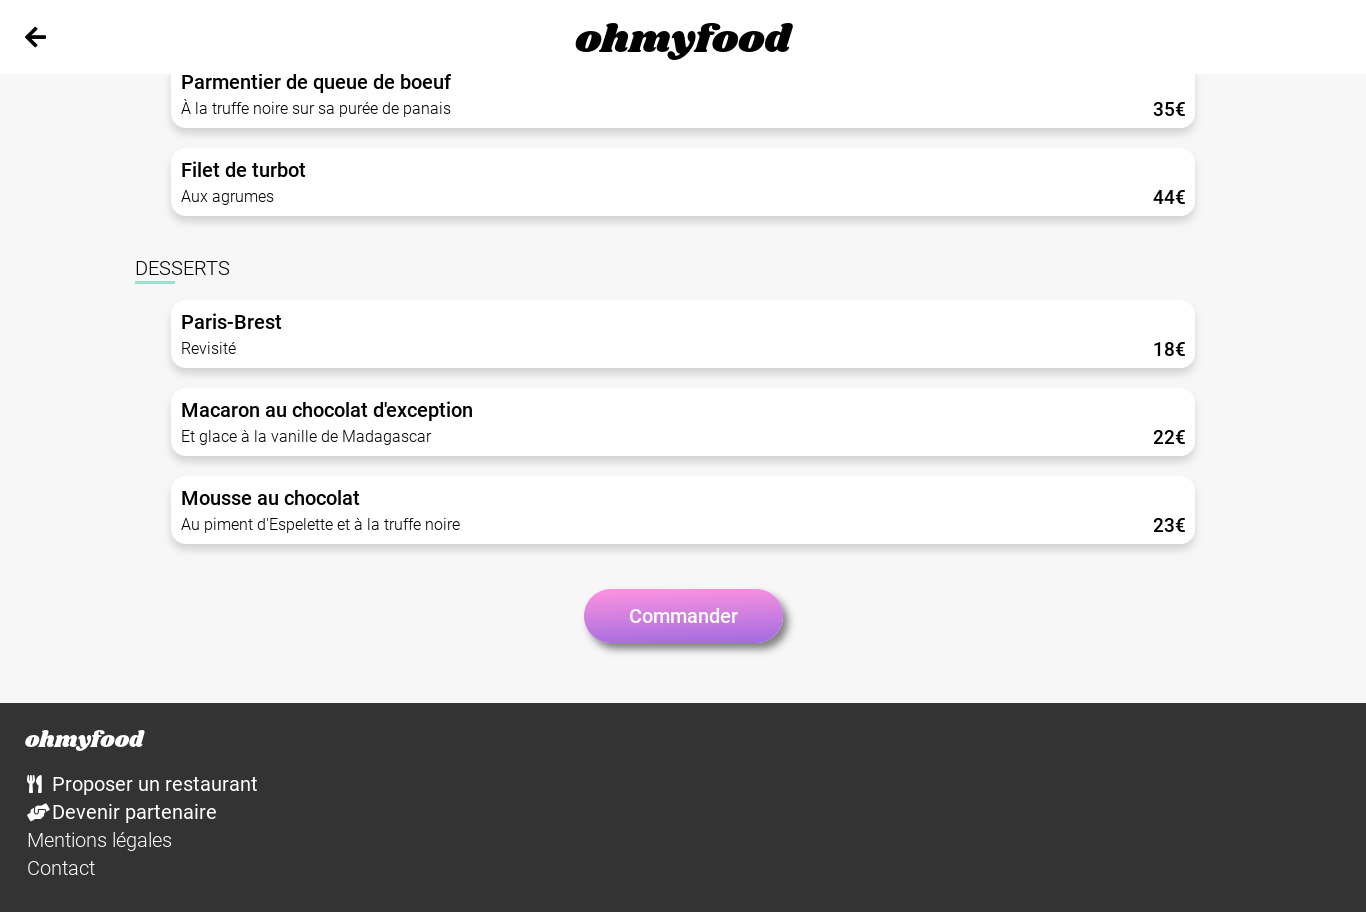 ohmyfood
Parmentier de queue de boeuf
À la truffe noire sur sa purée de panais
35€
Filet de turbot
Aux agrumes
44€
DESSERTS
Paris-Brest
Revisité
18€
Macaron au chocolat d'exception
Et glace à la vanille de Madagascar
22€
Mousse au chocolat
Au piment d'Espelette et à la truffe noire
23€
Commander
ohmyfood
Proposer un restaurant
Devenir partenaire
Mentions légales
Contact